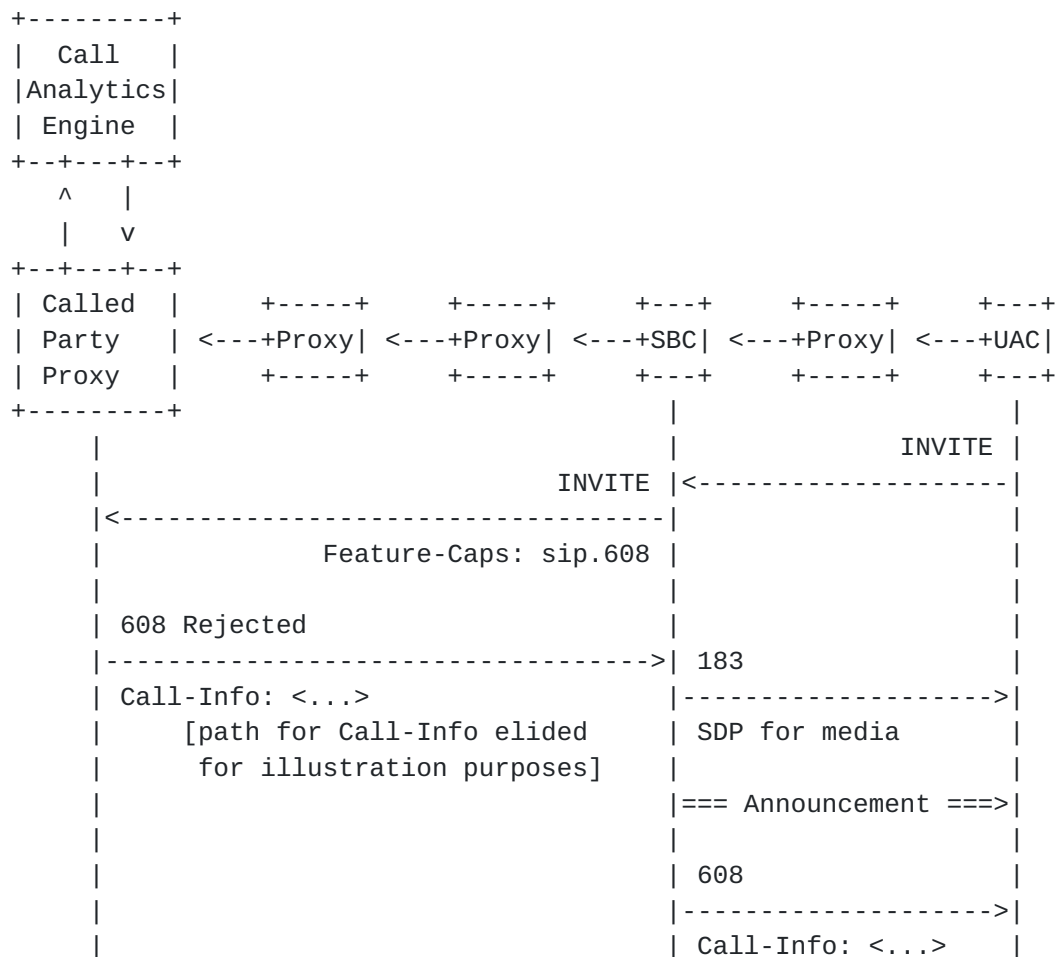 +---------+
|  Call   |
|Analytics|
| Engine  |
+--+---+--+
   ^   |
   |   v
+--+---+--+
| Called  |     +-----+     +-----+     +---+     +-----+     +---+
| Party   | <---+Proxy| <---+Proxy| <---+SBC| <---+Proxy| <---+UAC|
| Proxy   |     +-----+     +-----+     +---+     +-----+     +---+
+---------+                               |                     |
     |                                    |              INVITE |
     |                             INVITE |<--------------------|
     |<-----------------------------------|                     |
     |              Feature-Caps: sip.608 |                     |
     |                                    |                     |
     | 608 Rejected                       |                     |
     |----------------------------------->| 183                 |
     | Call-Info: <...>                   |-------------------->|
     |     [path for Call-Info elided     | SDP for media       |
     |      for illustration purposes]    |                     |
     |                                    |=== Announcement ===>|
     |                                    |                     |
     |                                    | 608                 |
     |                                    |-------------------->|
     |                                    | Call-Info: <...>    |